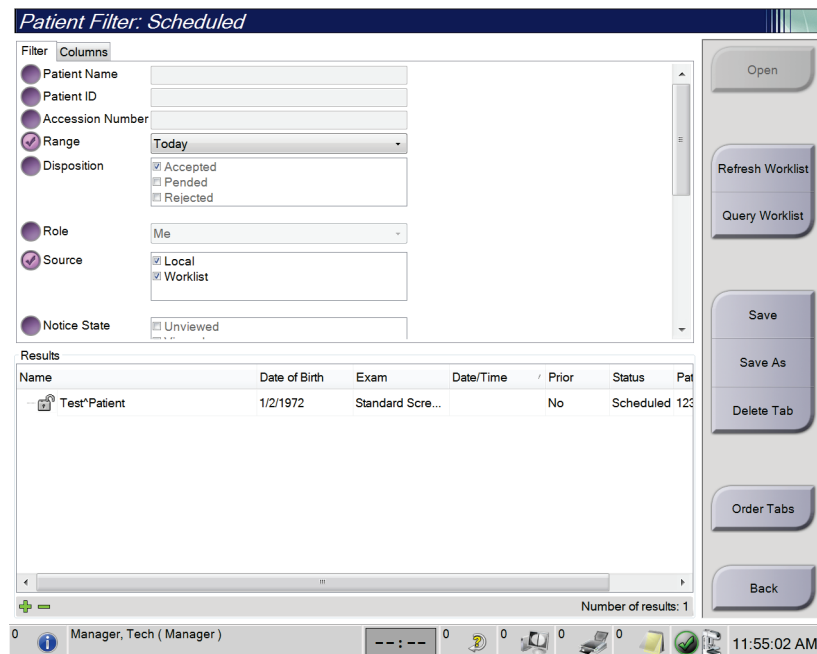 Patient Filter: Scheduled
Filter Columns
Patient Name
Patient ID
Accession Number
Range Today
Disposition Accepted
Pended
Rejected
Role Me
Source Local
Worklist
Notice State Unviewed
Results
Name Date of Birth Exam Date/Time Prior Status Pat
Test^Patient 1/2/1972 Standard Scre... No Scheduled 123
Number of results: 1
Open
Refresh Worklist
Query Worklist
Save
Save As
Delete Tab
Order Tabs
Back
0 Manager, Tech ( Manager ) --:-- 0 0 0 0 11:55:02 AM